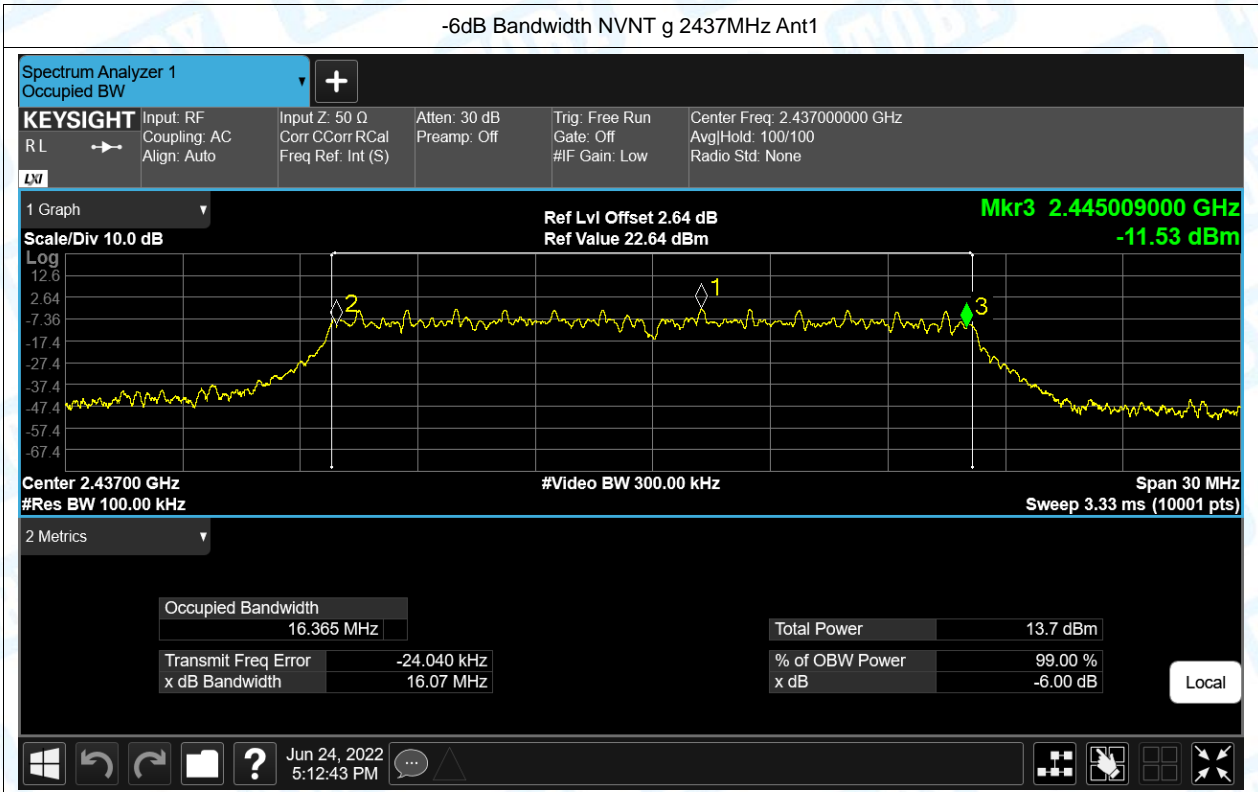 -6dB Bandwidth NVNT g 2437MHz Ant1
Spectrum Analyzer 1
Occupied BW
KEYSIGHT
RL
LXI
Input: RF
Coupling: AC
Align: Auto
Input Z: 50 Ω
Corr CCorr RCal
Freq Ref: Int (S)
Atten: 30 dB
Preamp: Off
Trig: Free Run
Gate: Off
#IF Gain: Low
Center Freq: 2.437000000 GHz
Avg|Hold: 100/100
Radio Std: None
1 Graph
Scale/Div 10.0 dB
Ref Lvl Offset 2.64 dB
Ref Value 22.64 dBm
Mkr3 2.445009000 GHz
-11.53 dBm
Log
12.6
2.64
-7.36
-17.4
-27.4
-37.4
-47.4
-57.4
-67.4
2
1
3
Center 2.43700 GHz
#Res BW 100.00 kHz
#Video BW 300.00 kHz
Span 30 MHz
Sweep 3.33 ms (10001 pts)
2 Metrics
Occupied Bandwidth
16.365 MHz
Transmit Freq Error -24.040 kHz
x dB Bandwidth 16.07 MHz
Total Power 13.7 dBm
% of OBW Power 99.00 %
x dB -6.00 dB
Local
?
Jun 24, 2022
5:12:43 PM